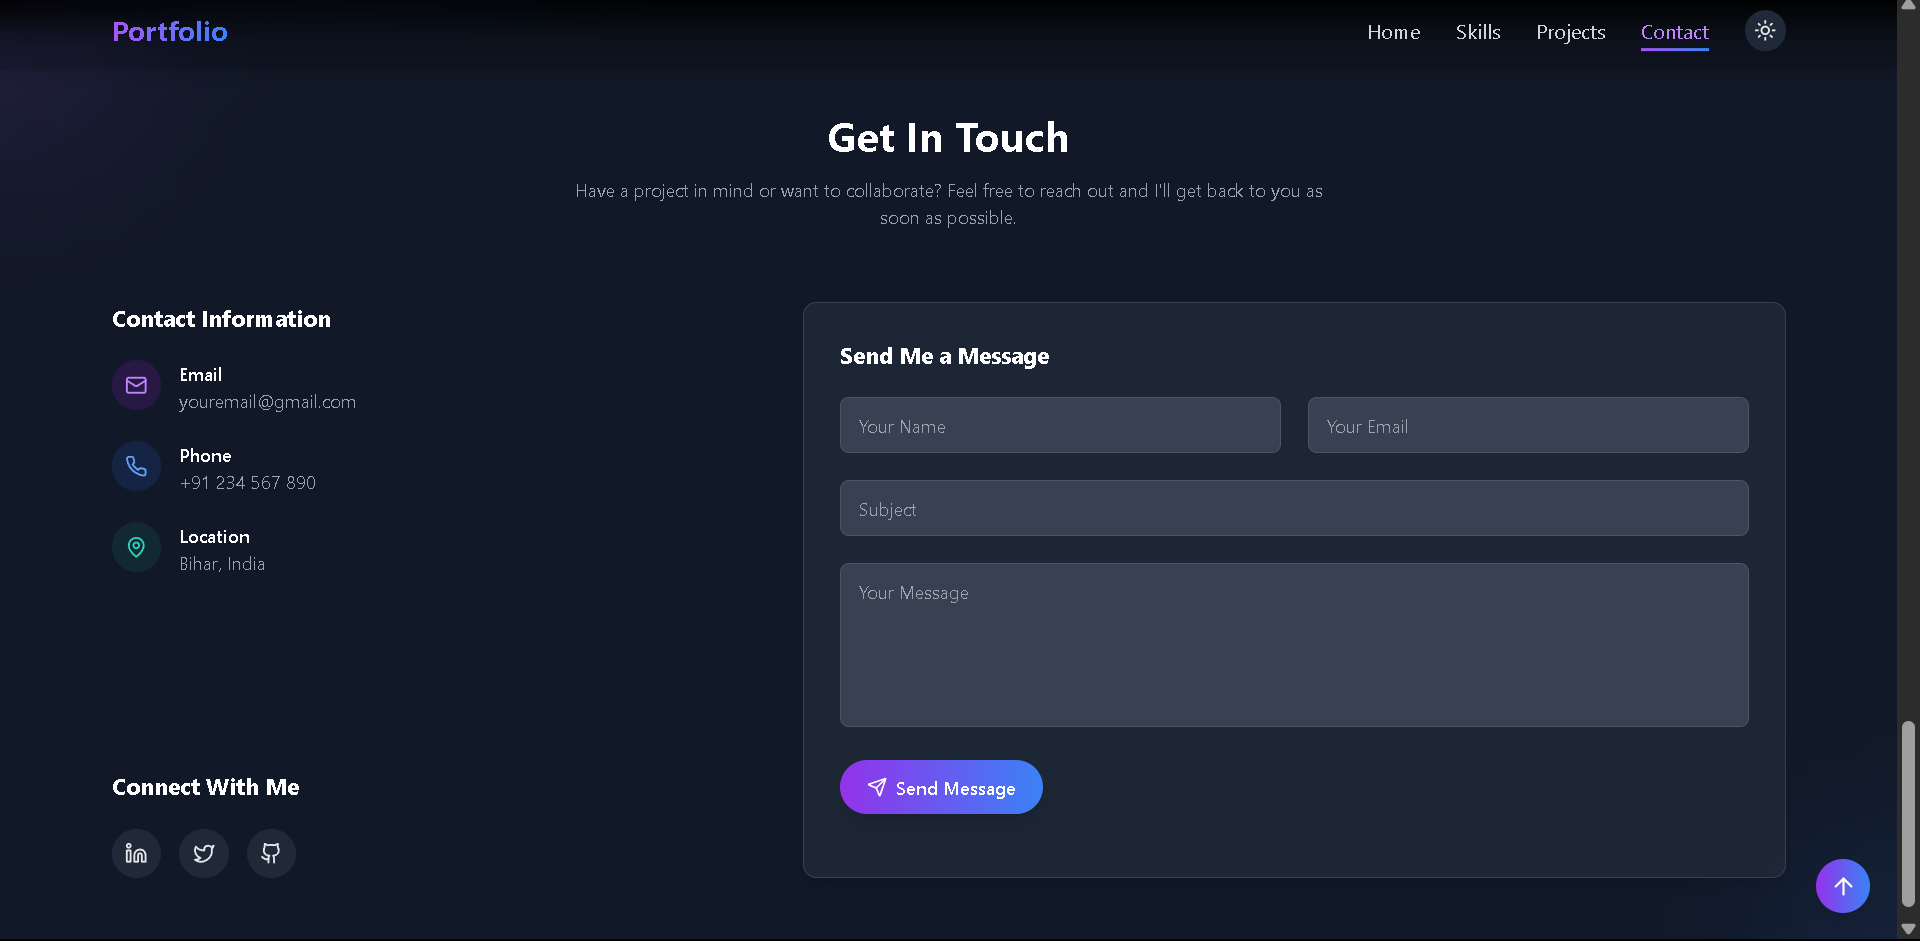 Portfolio
Home
Skills
Projects
Contact
Get In Touch
Have a project in mind or want to collaborate? Feel free to reach out and I'll get back to you as
soon as possible.
Contact Information
Email
youremail@gmail.com
Phone
+91 234 567 890
Location
Bihar, India
Connect With Me
Send Me a Message
Your Name
Your Email
Subject
Your Message
Send Message